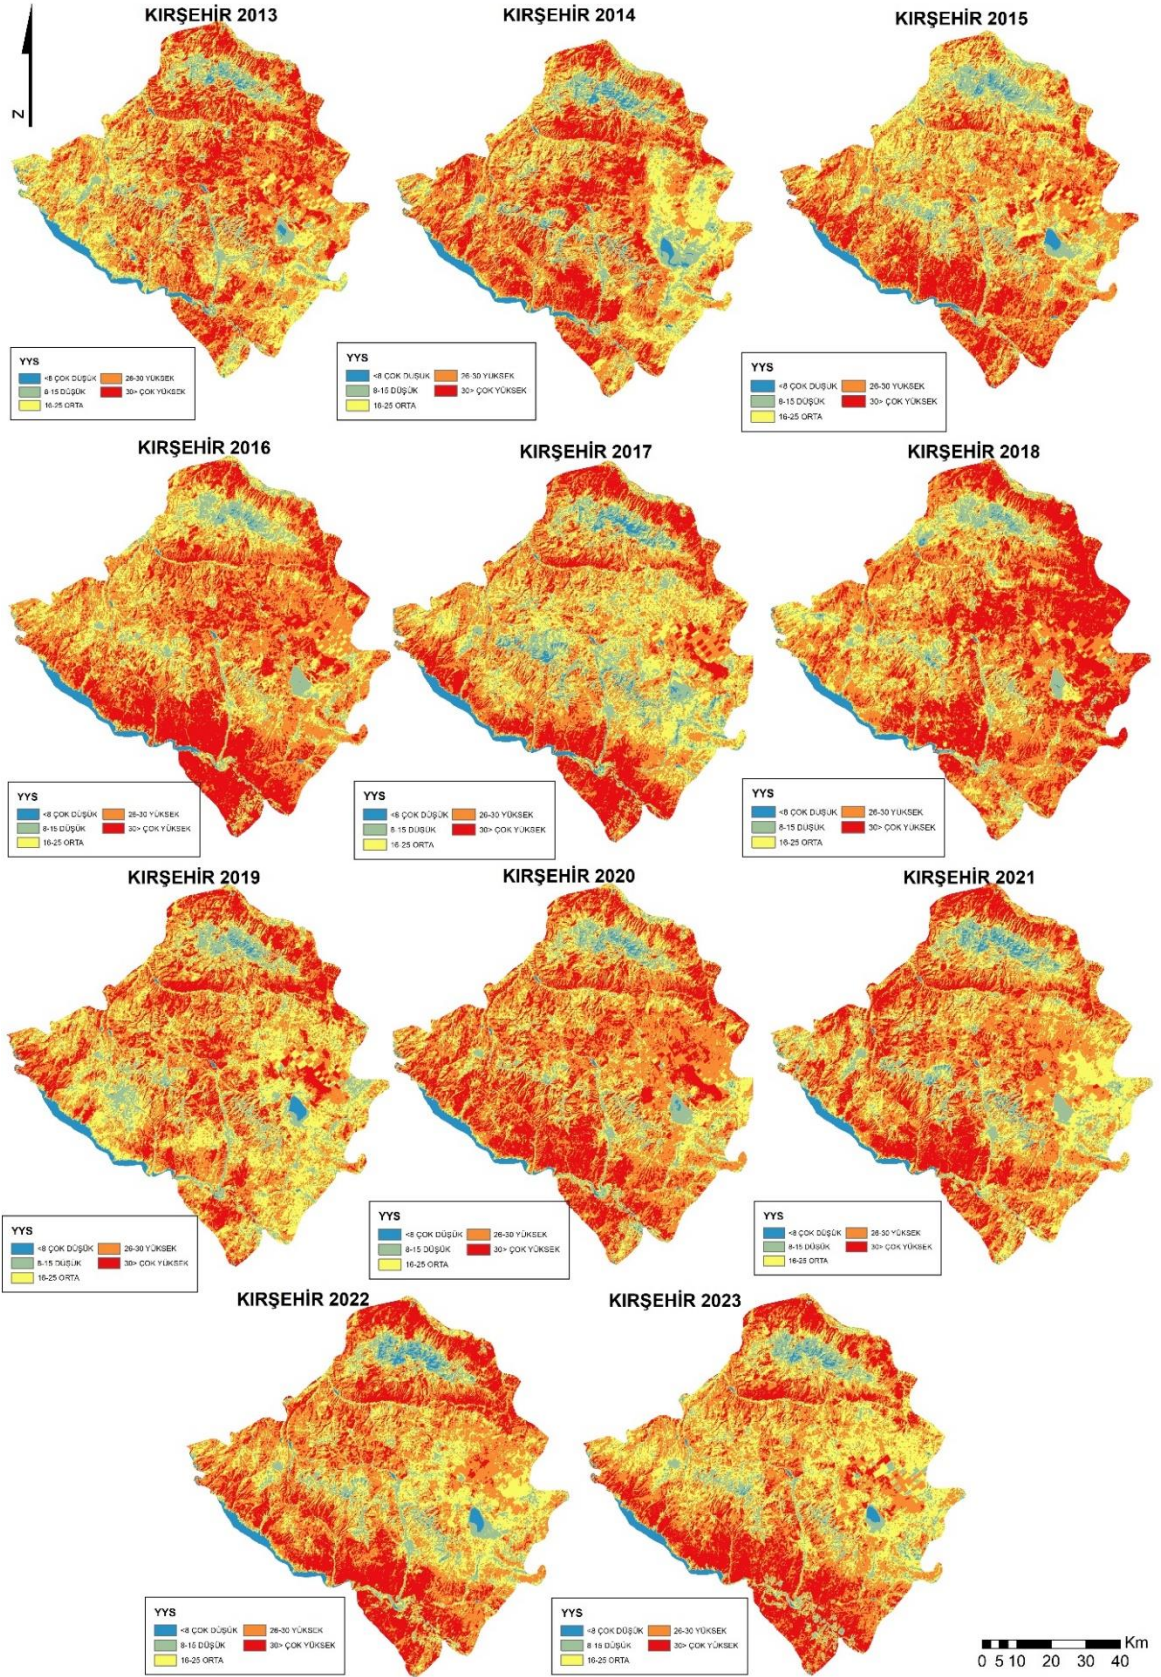 KIRŞEHİR 2013
KIRŞEHİR 2014
KIRŞEHİR 2015
N
YYS
<8 ÇOK DÜŞÜK 26-30 YÜKSEK
8-15 DÜŞÜK 30> ÇOK YÜKSEK
16-25 ORTA
YYS
<8 ÇOK DÜŞÜK 26-30 YÜKSEK
8-15 DÜŞÜK 30> ÇOK YÜKSEK
16-25 ORTA
YYS
<8 ÇOK DÜŞÜK 26-30 YÜKSEK
8-15 DÜŞÜK 30> ÇOK YÜKSEK
16-25 ORTA
KIRŞEHİR 2016
KIRŞEHİR 2017
KIRŞEHİR 2018
YYS
<8 ÇOK DÜŞÜK 26-30 YÜKSEK
8-15 DÜŞÜK 30> ÇOK YÜKSEK
16-25 ORTA
YYS
<8 ÇOK DÜŞÜK 26-30 YÜKSEK
8-15 DÜŞÜK 30> ÇOK YÜKSEK
16-25 ORTA
YYS
<8 ÇOK DÜŞÜK 26-30 YÜKSEK
8-15 DÜŞÜK 30> ÇOK YÜKSEK
16-25 ORTA
KIRŞEHİR 2019
KIRŞEHİR 2020
KIRŞEHİR 2021
YYS
<8 ÇOK DÜŞÜK 26-30 YÜKSEK
8-15 DÜŞÜK 30> ÇOK YÜKSEK
16-25 ORTA
YYS
<8 ÇOK DÜŞÜK 26-30 YÜKSEK
8-15 DÜŞÜK 30> ÇOK YÜKSEK
16-25 ORTA
YYS
<8 ÇOK DÜŞÜK 26-30 YÜKSEK
8-15 DÜŞÜK 30> ÇOK YÜKSEK
16-25 ORTA
KIRŞEHİR 2022
KIRŞEHİR 2023
YYS
<8 ÇOK DÜŞÜK 26-30 YÜKSEK
8-15 DÜŞÜK 30> ÇOK YÜKSEK
16-25 ORTA
YYS
<8 ÇOK DÜŞÜK 26-30 YÜKSEK
8-15 DÜŞÜK 30> ÇOK YÜKSEK
16-25 ORTA
Km
0 5 10 20 30 40